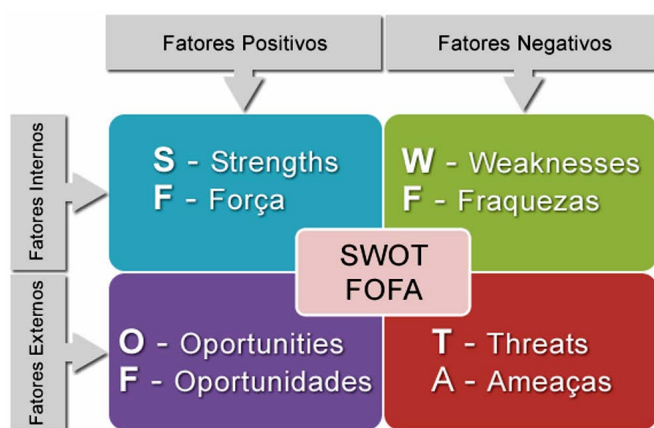 Fatores Positivos
Fatores Negativos
Fatores Internos
S - Strengths
F - Força
W - Weaknesses
F - Fraquezas
SWOT
FOFA
Fatores Externos
O - Oportunities
F - Oportunidades
T - Threats
A - Ameaças